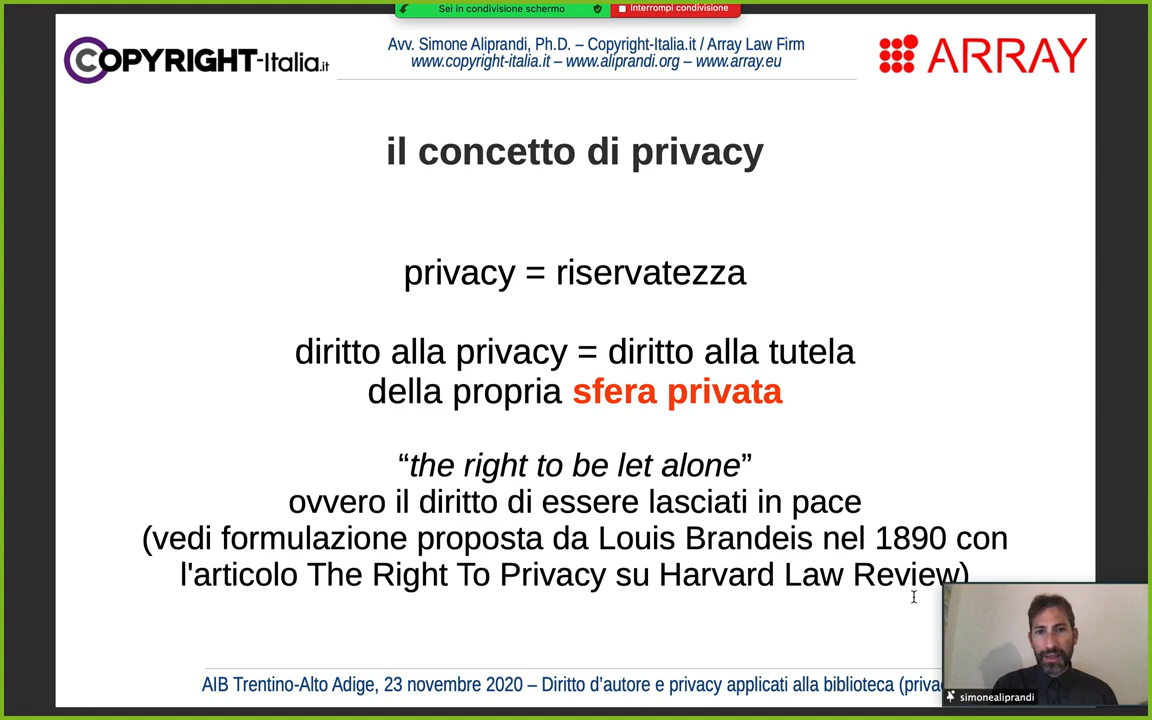 Sei in condivisione schermo
Interrompi condivisione
COPYRIGHT-Italia.it
Avv. Simone Aliprandi, Ph.D. – Copyright-Italia.it / Array Law Firm
www.copyright-italia.it – www.aliprandi.org – www.array.eu
ARRAY
il concetto di privacy
privacy = riservatezza
diritto alla privacy = diritto alla tutela
della propria sfera privata
“the right to be let alone”
ovvero il diritto di essere lasciati in pace
(vedi formulazione proposta da Louis Brandeis nel 1890 con
l'articolo The Right To Privacy su Harvard Law Review)
AIB Trentino-Alto Adige, 23 novembre 2020 – Diritto d’autore e privacy applicati alla biblioteca
simonealiprandi